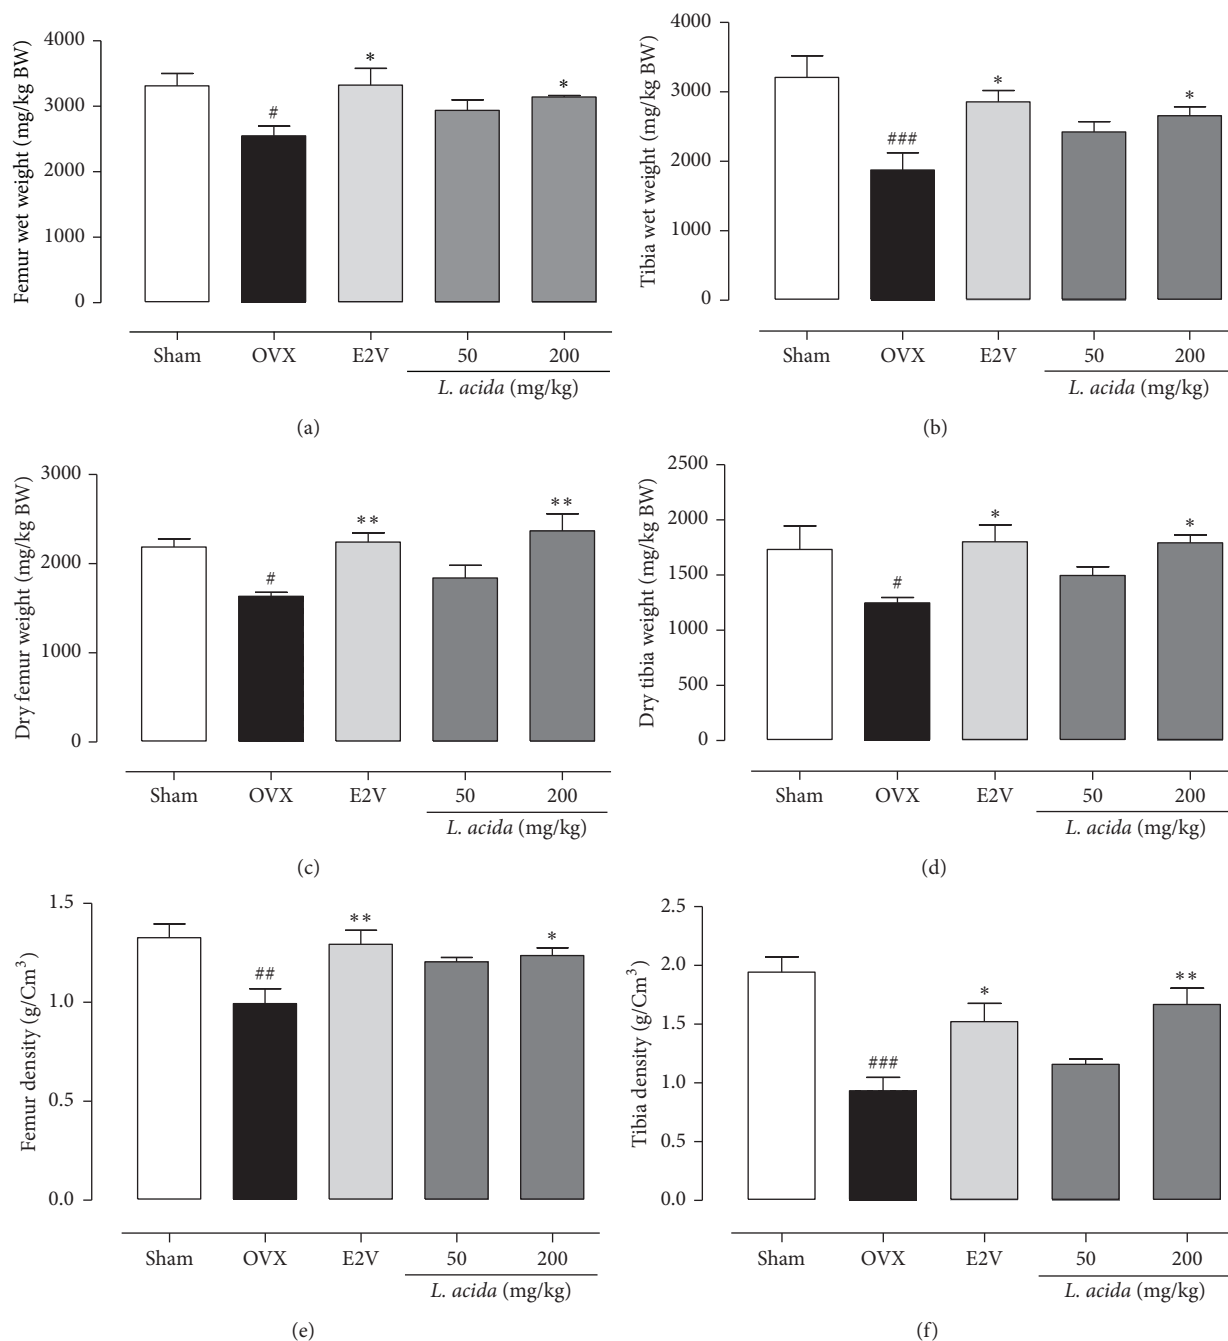 Femur wet weight (mg/kg BW)
4000
3000
2000
1000
0
#
*
*
Sham OVX E2V 50 200
L. acida (mg/kg)
(a)
Tibia wet weight (mg/kg BW)
4000
3000
2000
1000
0
###
*
*
Sham OVX E2V 50 200
L. acida (mg/kg)
(b)
Dry femur weight (mg/kg BW)
3000
2000
1000
0
#
**
**
Sham OVX E2V 50 200
L. acida (mg/kg)
(c)
Dry tibia weight (mg/kg BW)
2500
2000
1500
1000
500
0
#
*
*
Sham OVX E2V 50 200
L. acida (mg/kg)
(d)
Femur density (g/Cm³)
1.5
1.0
0.5
0.0
##
**
*
Sham OVX E2V 50 200
L. acida (mg/kg)
(e)
Tibia density (g/Cm³)
2.5
2.0
1.5
1.0
0.5
0.0
###
*
**
Sham OVX E2V 50 200
L. acida (mg/kg)
(f)